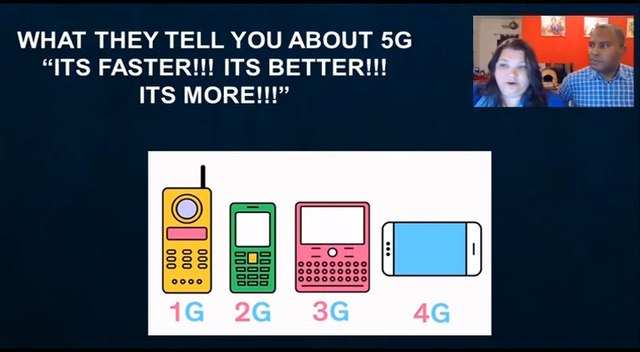 WHAT THEY TELL YOU ABOUT 5G
“ITS FASTER!!! ITS BETTER!!!
ITS MORE!!!”
1G 2G 3G 4G